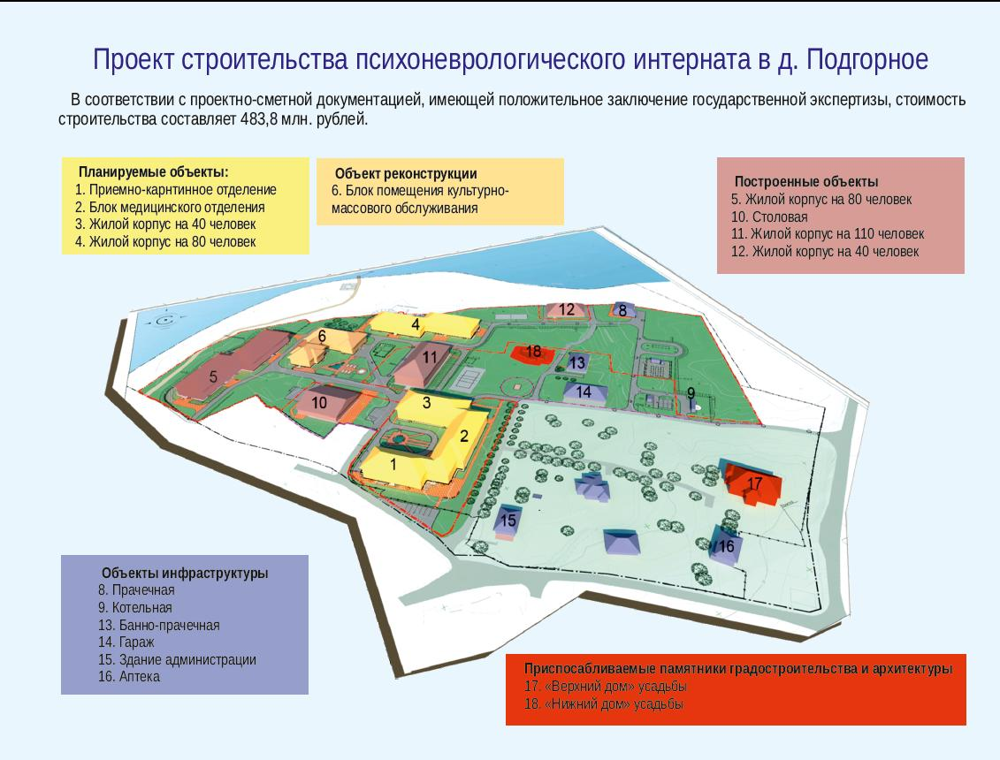 Проект строительства психоневрологического интерната в д. Подгорное
В соответствии с проектно-сметной документацией, имеющей положительное заключение государственной экспертизы, стоимость
строительства составляет 483,8 млн. рублей.
Планируемые объекты:
1. Приемно-карнтинное отделение
2. Блок медицинского отделения
3. Жилой корпус на 40 человек
4. Жилой корпус на 80 человек
Объект реконструкции
6. Блок помещения культурно-
массового обслуживания
Построенные объекты
5. Жилой корпус на 80 человек
10. Столовая
11. Жилой корпус на 110 человек
12. Жилой корпус на 40 человек
12
8
4
6
18
11
13
5
14
9
10
3
2
1
17
15
16
Объекты инфраструктуры
8. Прачечная
9. Котельная
13. Банно-прачечная
14. Гараж
15. Здание администрации
16. Аптека
Приспосабливаемые памятники градостроительства и архитектуры
17. «Верхний дом» усадьбы
18. «Нижний дом» усадьбы